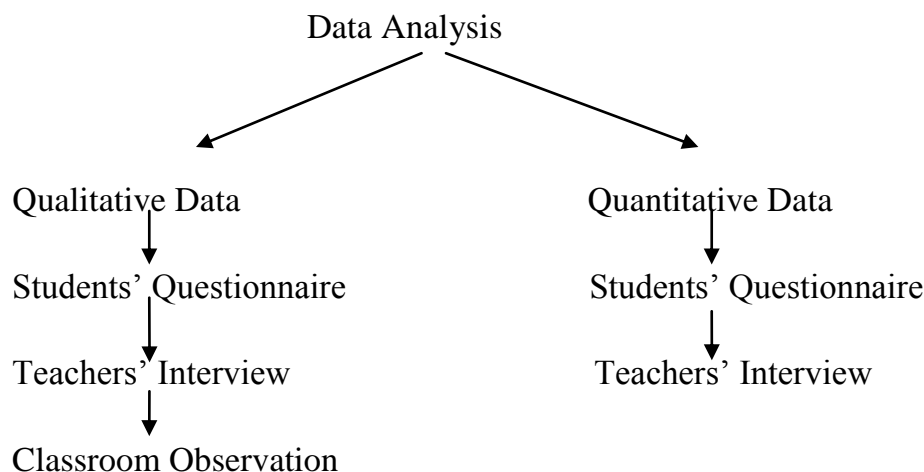 Data Analysis
Qualitative Data
Quantitative Data
Students’ Questionnaire
Students’ Questionnaire
Teachers’ Interview
Teachers’ Interview
Classroom Observation